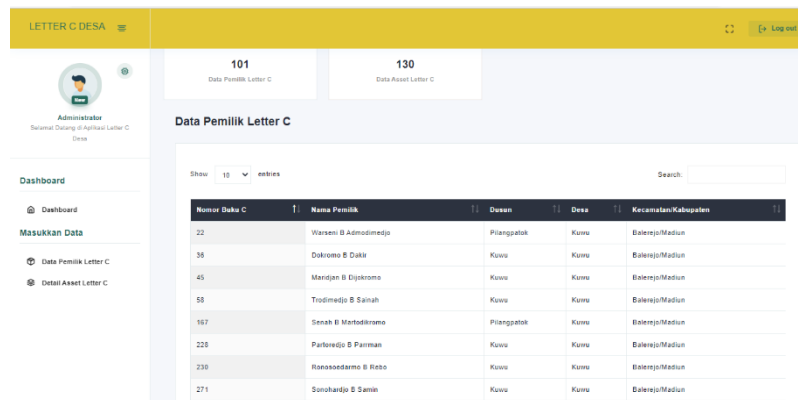 LETTER C DESA
Log out
New
Administrator
Selamat Datang di Aplikasi Letter C
Desa
Dashboard
Dashboard
Masukkan Data
Data Pemilik Letter C
Detail Asset Letter C
101
Data Pemilik Letter C
130
Data Asset Letter C
Data Pemilik Letter C
Show 10 entries
Search:
Nomor Buku C Nama Pemilik Dusun Desa Kecamatan/Kabupaten
22 Warseni B Admodimedjo Pilangpatok Kuwu Balerejo/Madiun
36 Dokromo B Dakir Kuwu Kuwu Balerejo/Madiun
45 Maridjan B Dijokromo Kuwu Kuwu Balerejo/Madiun
58 Trodimedjo B Sainah Kuwu Kuwu Balerejo/Madiun
167 Senah B Martodikromo Pilangpatok Kuwu Balerejo/Madiun
228 Partoredjo B Parman Kuwu Kuwu Balerejo/Madiun
230 Ronosoedarmo B Rebo Kuwu Kuwu Balerejo/Madiun
271 Sonohardjo B Samin Kuwu Kuwu Balerejo/Madiun